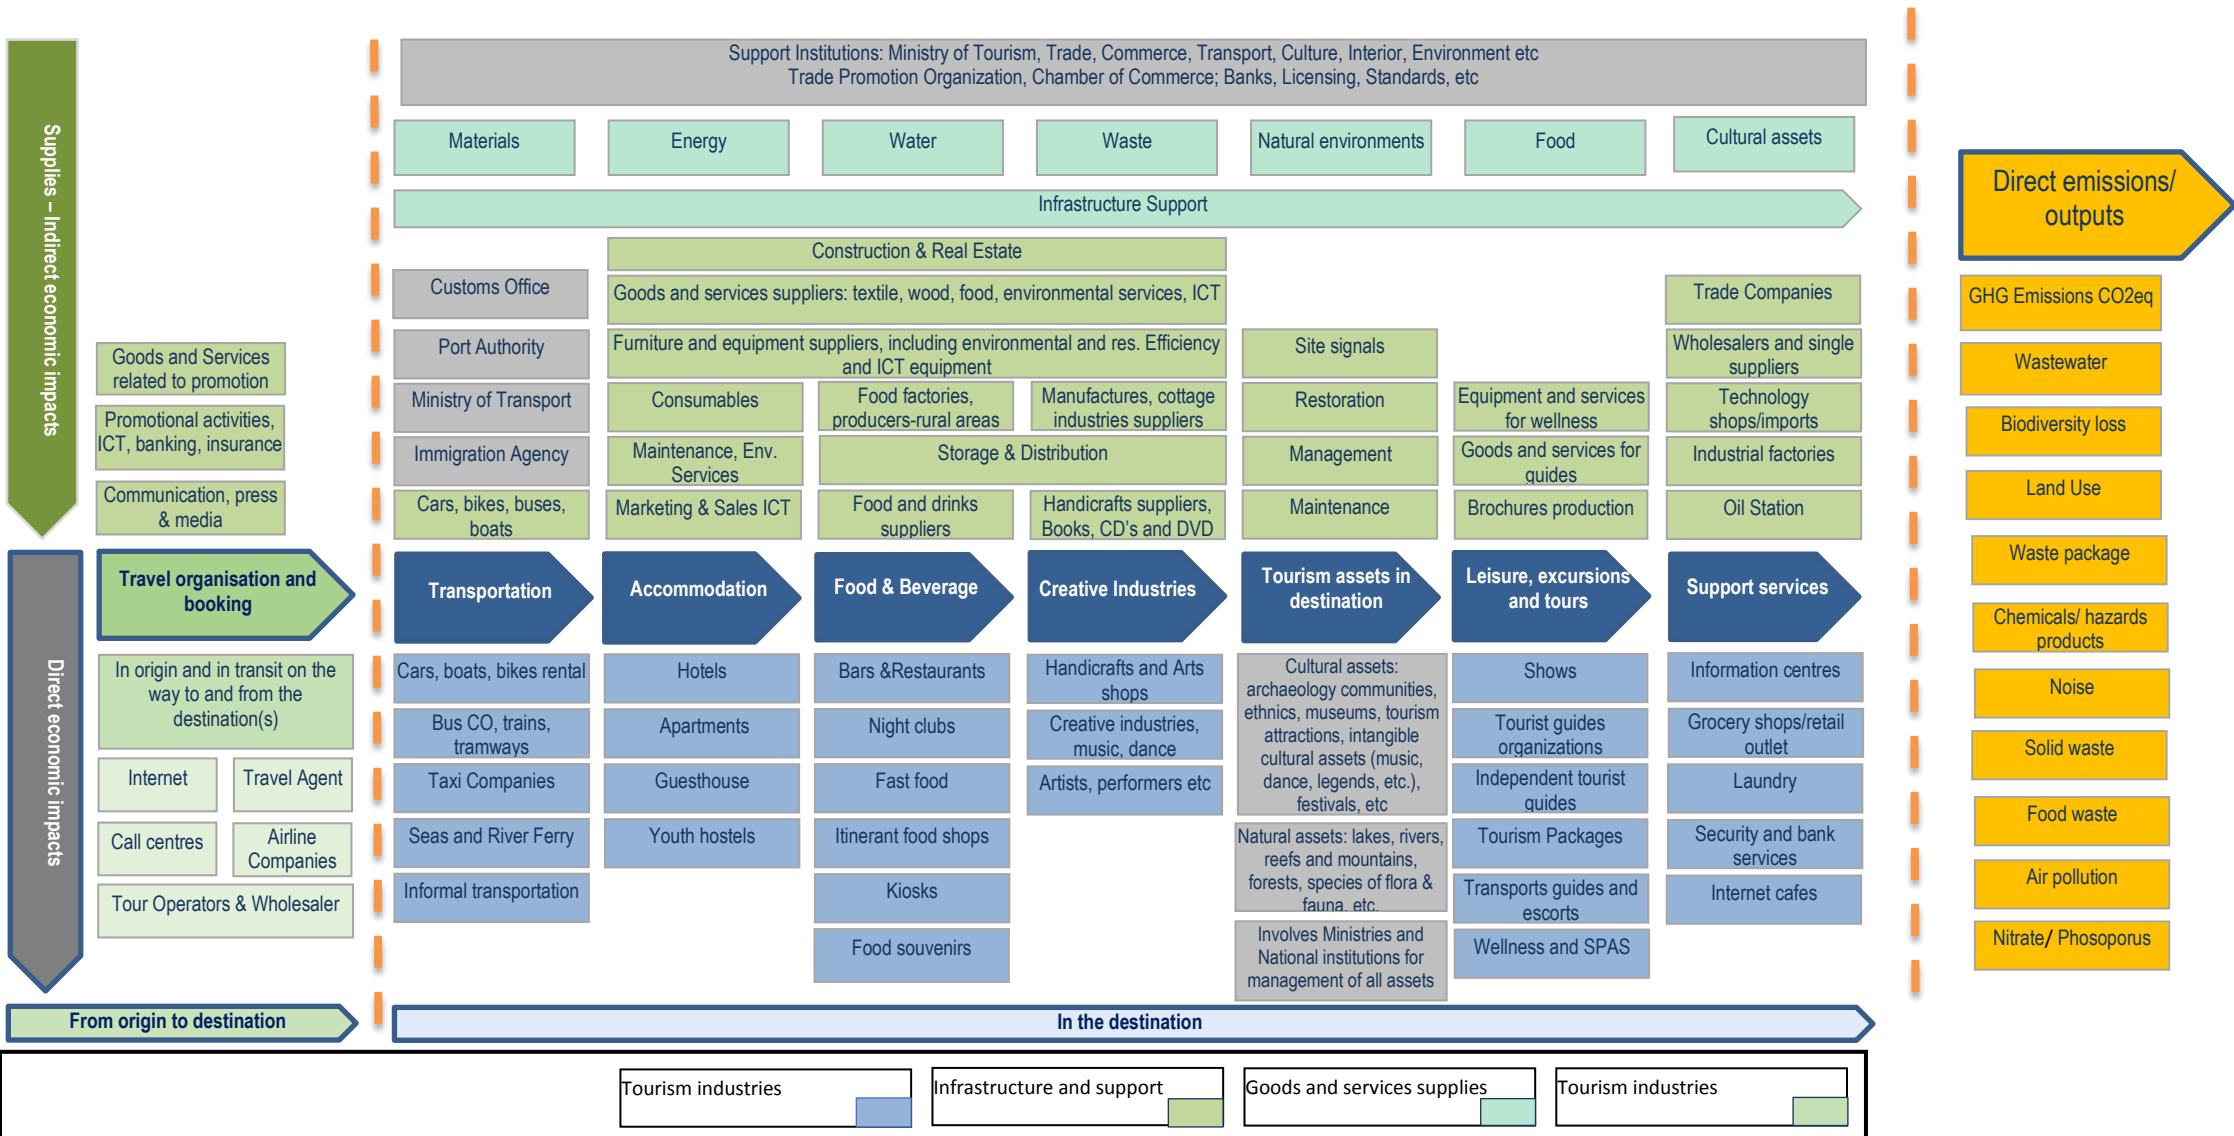 Support Institutions: Ministry of Tourism, Trade, Commerce, Transport, Culture, Interior, Environment etc
Trade Promotion Organization, Chamber of Commerce; Banks, Licensing, Standards, etc
Supplies – Indirect economic impacts
Materials
Energy
Water
Waste
Natural environments
Food
Cultural assets
Infrastructure Support
Direct emissions/
outputs
Construction & Real Estate
Customs Office
Goods and services suppliers: textile, wood, food, environmental services, ICT
Trade Companies
GHG Emissions CO2eq
Goods and Services
related to promotion
Port Authority
Furniture and equipment suppliers, including environmental and res. Efficiency
and ICT equipment
Site signals
Wholesalers and single
suppliers
Wastewater
Promotional activities,
ICT, banking, insurance
Ministry of Transport
Consumables
Food factories,
producers-rural areas
Manufactures, cottage
industries suppliers
Restoration
Equipment and services
for wellness
Technology
shops/imports
Biodiversity loss
Immigration Agency
Maintenance, Env.
Services
Storage & Distribution
Management
Goods and services for
guides
Industrial factories
Land Use
Communication, press
& media
Cars, bikes, buses,
boats
Marketing & Sales ICT
Food and drinks
suppliers
Handicrafts suppliers,
Books, CD's and DVD
Maintenance
Brochures production
Oil Station
Waste package
Direct economic impacts
Travel organisation and
booking
Transportation
Accommodation
Food & Beverage
Creative Industries
Tourism assets in
destination
Leisure, excursions
and tours
Support services
Chemicals/ hazards
products
In origin and in transit on the
way to and from the
destination(s)
Cars, boats, bikes rental
Hotels
Bars &Restaurants
Handicrafts and Arts
shops
Cultural assets:
archaeology communities,
ethnics, museums, tourism
attractions, intangible
cultural assets (music,
dance, legends, etc.),
festivals, etc
Shows
Information centres
Noise
Bus CO, trains,
tramways
Apartments
Night clubs
Creative industries,
music, dance
Tourist guides
organizations
Grocery shops/retail
outlet
Solid waste
Internet
Travel Agent
Taxi Companies
Guesthouse
Fast food
Artists, performers etc
Independent tourist
guides
Laundry
Food waste
Call centres
Airline
Companies
Seas and River Ferry
Youth hostels
Itinerant food shops
Natural assets: lakes, rivers,
reefs and mountains,
forests, species of flora &
fauna, etc.
Tourism Packages
Security and bank
services
Air pollution
Tour Operators & Wholesaler
Informal transportation
Kiosks
Transports guides and
escorts
Internet cafes
Nitrate/ Phosoporus
Food souvenirs
Involves Ministries and
National institutions for
management of all assets
Wellness and SPAS
From origin to destination
In the destination
Tourism industries
Infrastructure and support
Goods and services supplies
Tourism industries